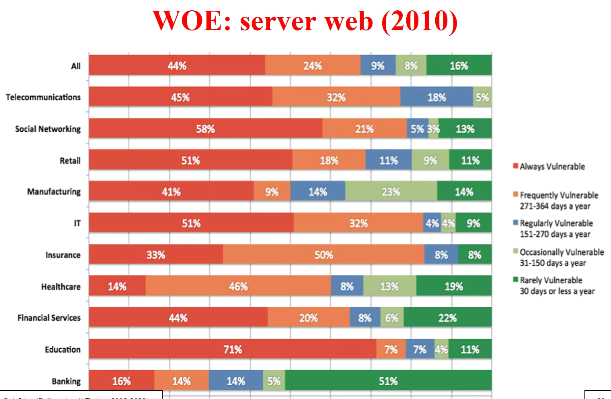 WOE: server web (2010)
All 44% 24% 9% 8% 16%
Telecommunications 45% 32% 18% 5%
Social Networking 58% 21% 5% 3% 13%
Retail 51% 18% 11% 9% 11%
Manufacturing 41% 9% 14% 23% 14%
IT 51% 32% 4% 4% 9%
Insurance 33% 50% 8% 8%
Healthcare 14% 46% 8% 13% 19%
Financial Services 44% 20% 8% 6% 22%
Education 71% 7% 7% 4% 11%
Banking 16% 14% 14% 5% 51%
Always Vulnerable
Frequently Vulnerable
271-364 days a year
Regularly Vulnerable
151-270 days a year
Occasionally Vulnerable
31-150 days a year
Rarely Vulnerable
30 days or less a year